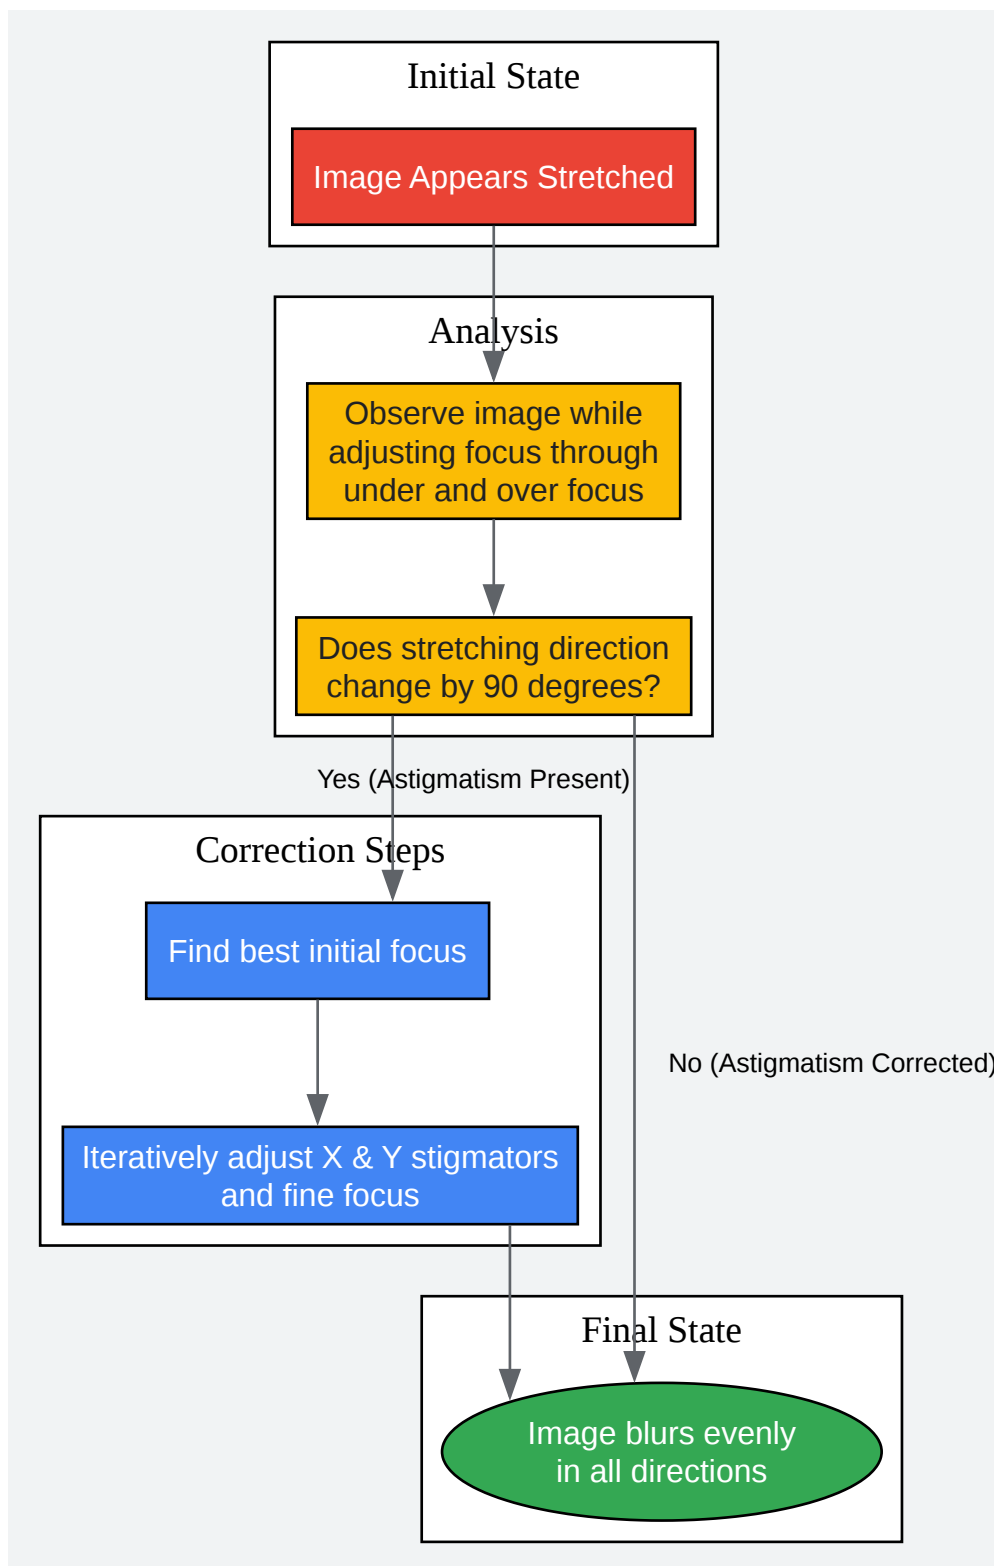 Initial State
Image Appears Stretched
Analysis
Observe image while
adjusting focus through
under and over focus
Does stretching direction
change by 90 degrees?
Yes (Astigmatism Present)
Correction Steps
Find best initial focus
No (Astigmatism Corrected)
Iteratively adjust X & Y stigmators
and fine focus
Final State
Image blurs evenly
in all directions